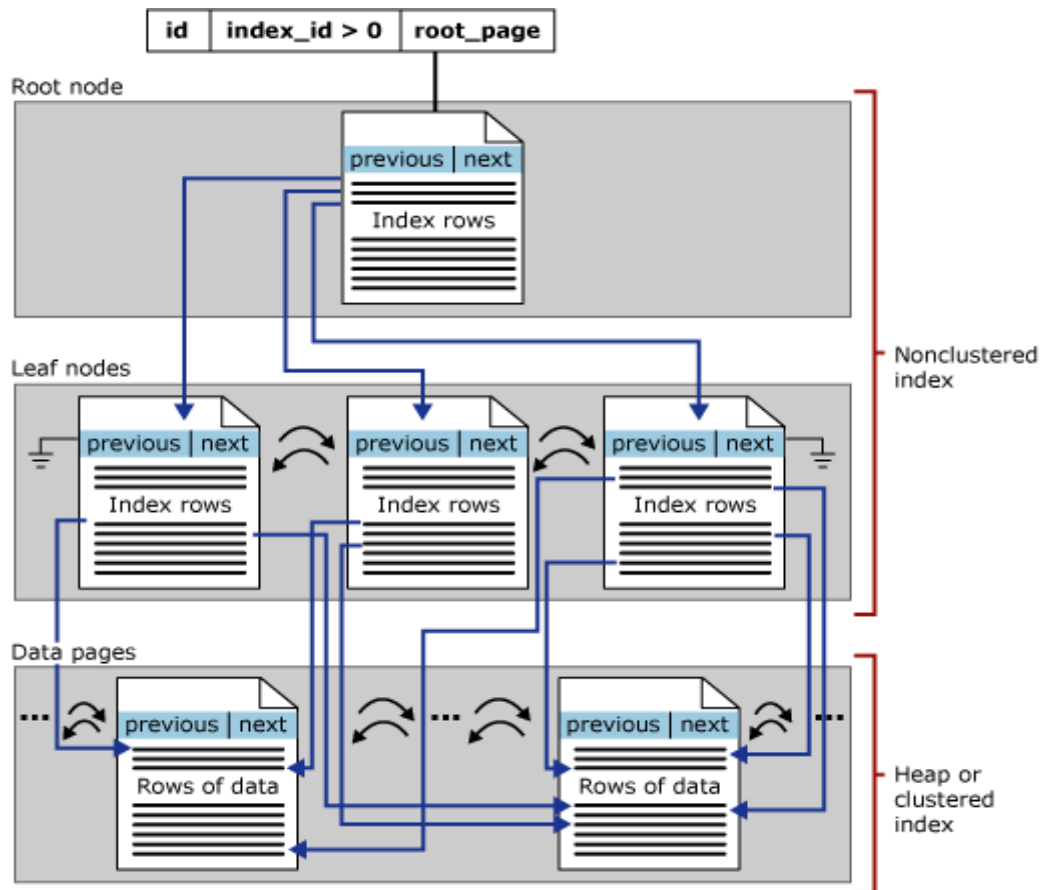 id index_id > 0 root_page
Root node
previous next
Index rows
Nonclustered
index
Leaf nodes
previous next previous next previous next
Index rows Index rows Index rows
Data pages
... ... ...
previous next previous next
Rows of data Rows of data
Heap or
clustered
index